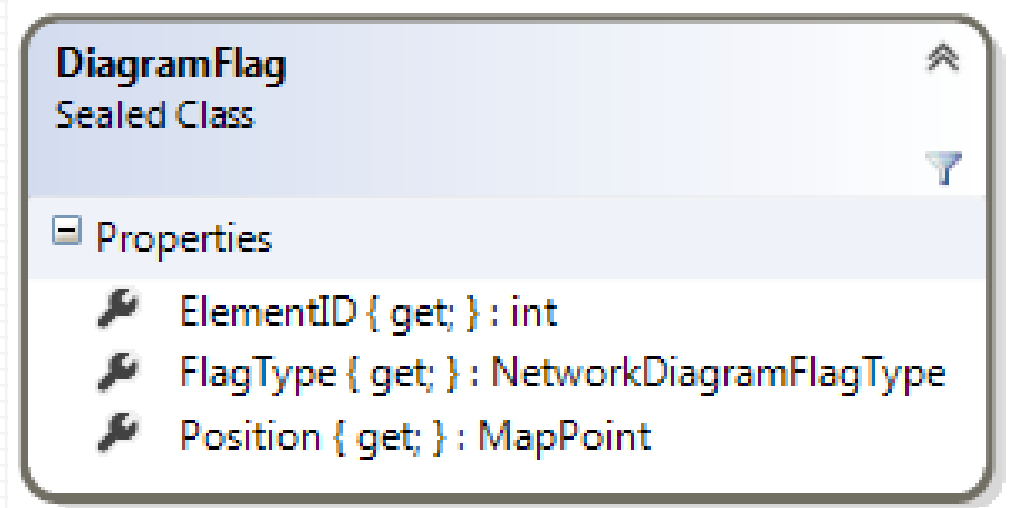 DiagramFlag
Sealed Class
Properties
ElementID { get; } : int
FlagType { get; } : NetworkDiagramFlagType
Position { get; } : MapPoint